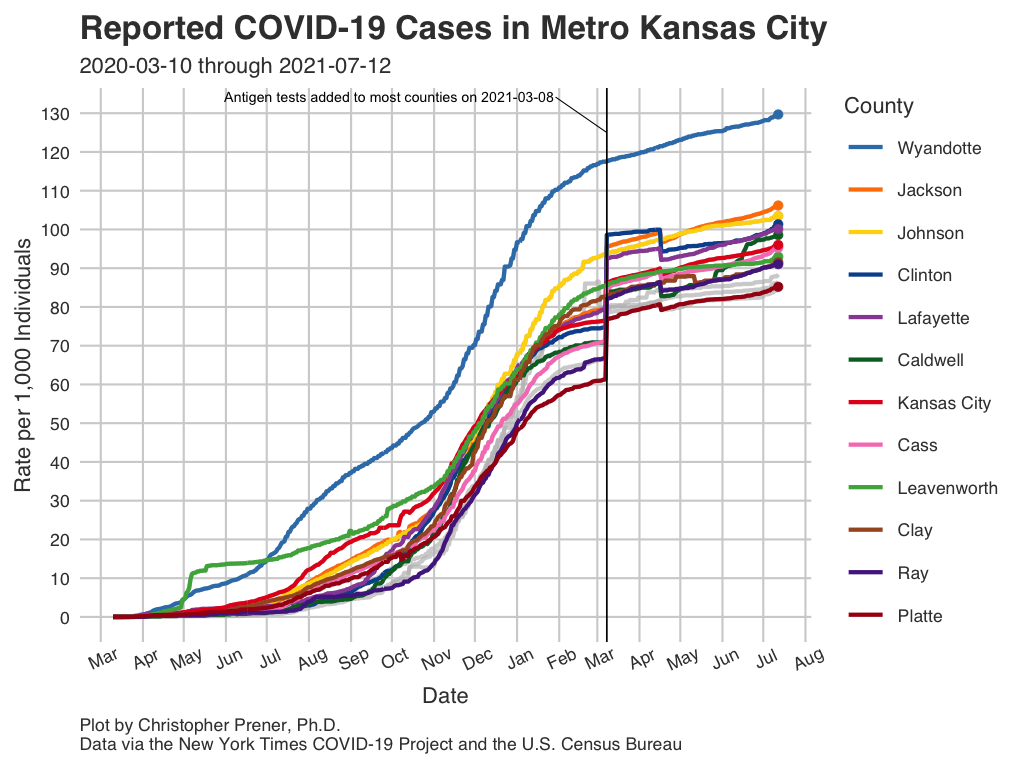 Reported COVID-19 Cases in Metro Kansas City
2020-03-10 through 2021-07-12
Antigen tests added to most counties on 2021-03-08
Rate per 1,000 Individuals
130
120
110
100
90
80
70
60
50
40
30
20
10
0
Mar Apr May Jun Jul Aug Sep Oct Nov Dec Jan Feb Mar Apr May Jun Jul Aug
Date
County
Wyandotte
Jackson
Johnson
Clinton
Lafayette
Caldwell
Kansas City
Cass
Leavenworth
Clay
Ray
Platte
Plot by Christopher Prener, Ph.D.
Data via the New York Times COVID-19 Project and the U.S. Census Bureau